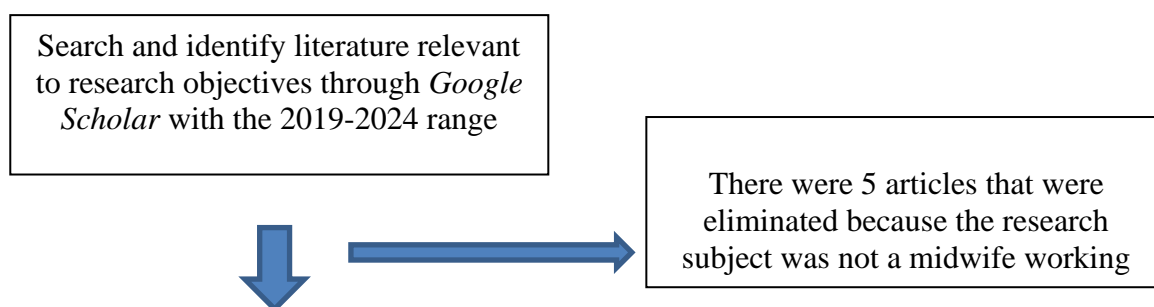 Search and identify literature relevant
to research objectives through Google
Scholar with the 2019-2024 range
There were 5 articles that were
eliminated because the research
subject was not a midwife working